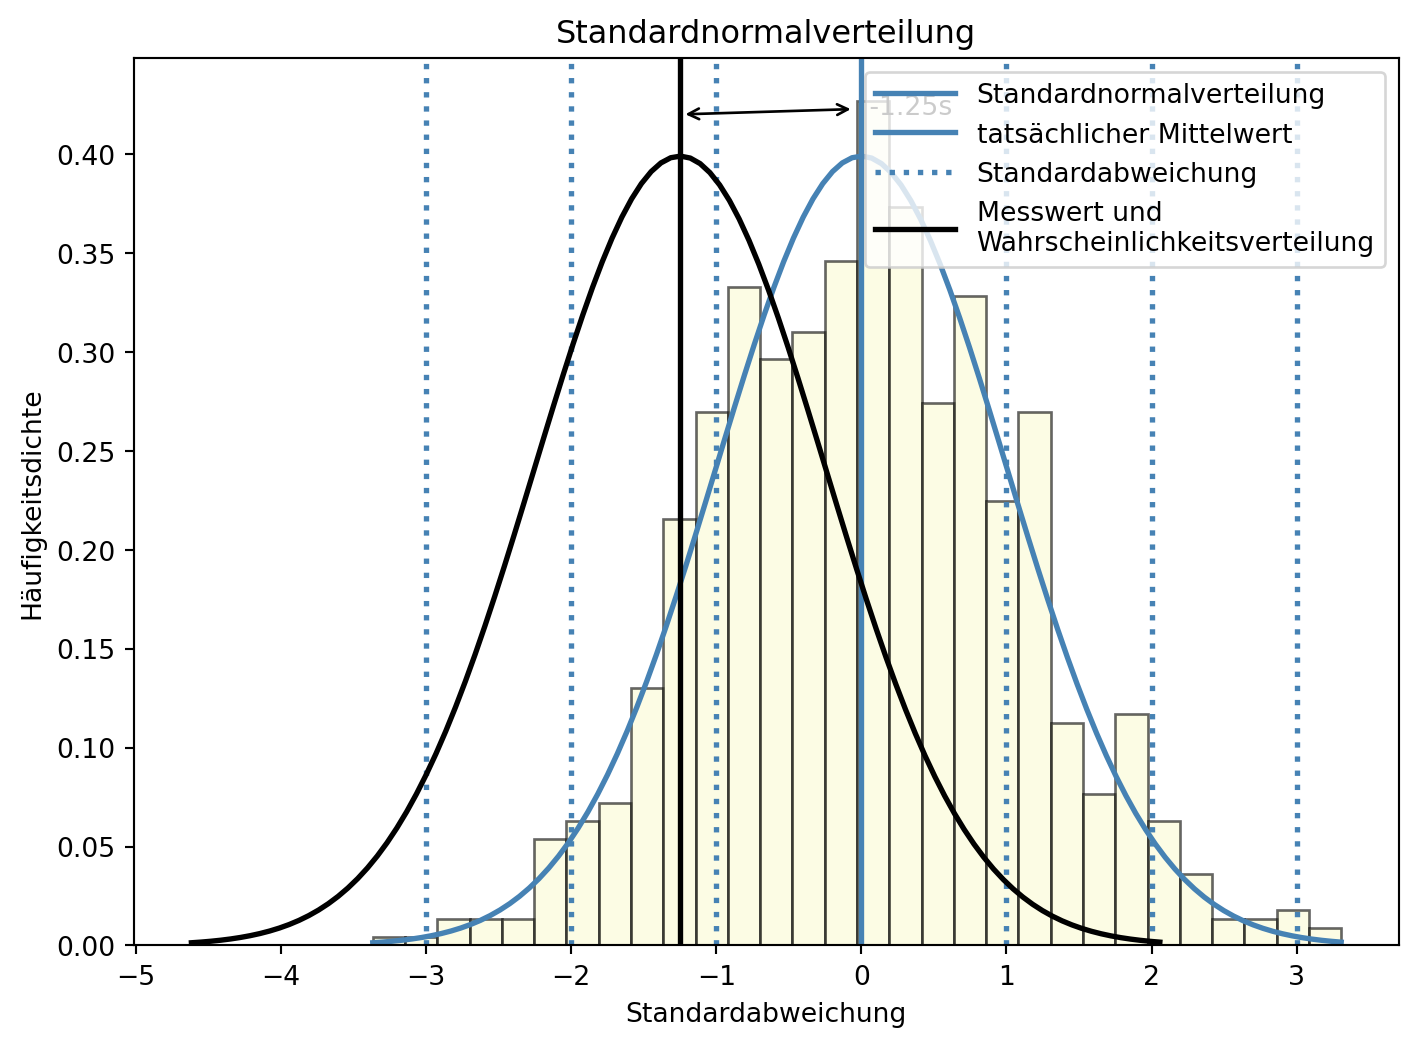 Standardnormalverteilung
-1.25s
Standardnormalverteilung
tatsächlicher Mittelwert
Standardabweichung
Messwert und
Wahrscheinlichkeitsverteilung
Häufigkeitsdichte
0.40
0.35
0.30
0.25
0.20
0.15
0.10
0.05
0.00
−5 −4 −3 −2 −1 0 1 2 3
Standardabweichung